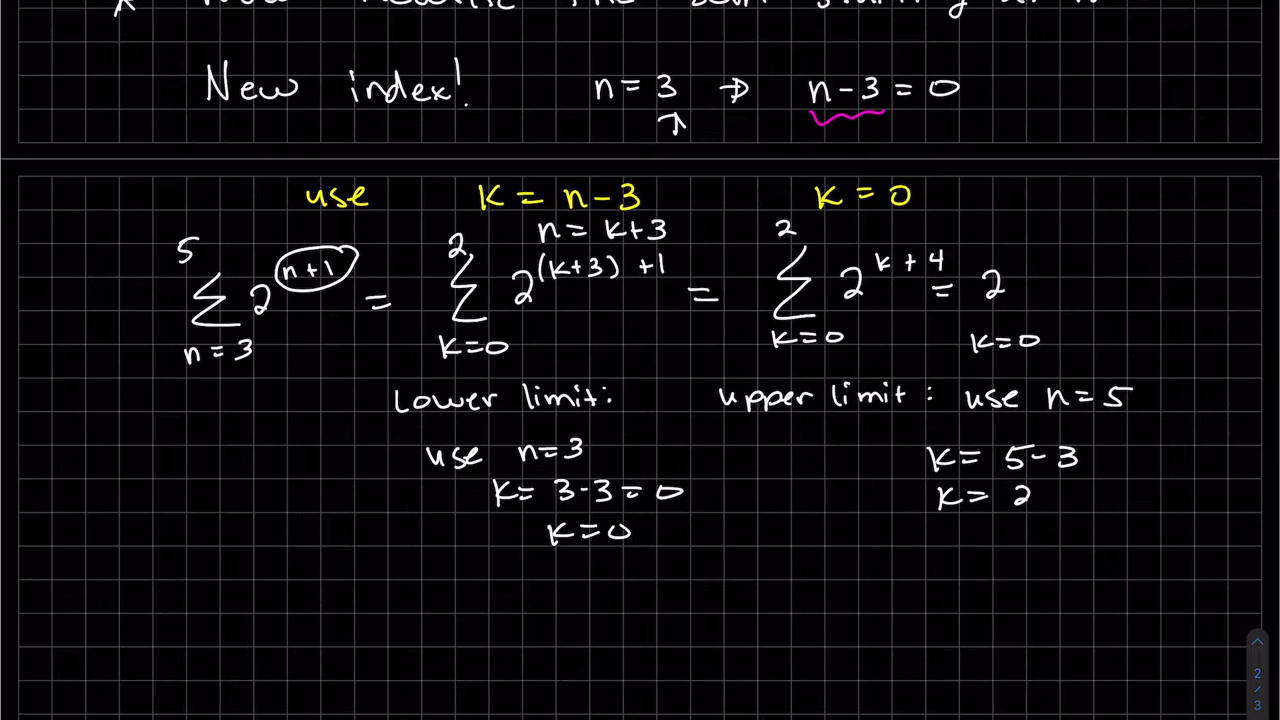 New index! n = 3 ⇒ n - 3 = 0
↑
use k = n - 3 k = 0
n = k+3
5 2 2
∑ 2^(n+1) = ∑ 2^((k+3)+1) = ∑ 2^(k+4) = 2
n = 3 k=0 k=0 k=0
Lower limit: upper limit: use n=5
use n=3 k= 5-3
k= 3-3 = 0 k= 2
k=0
2
3